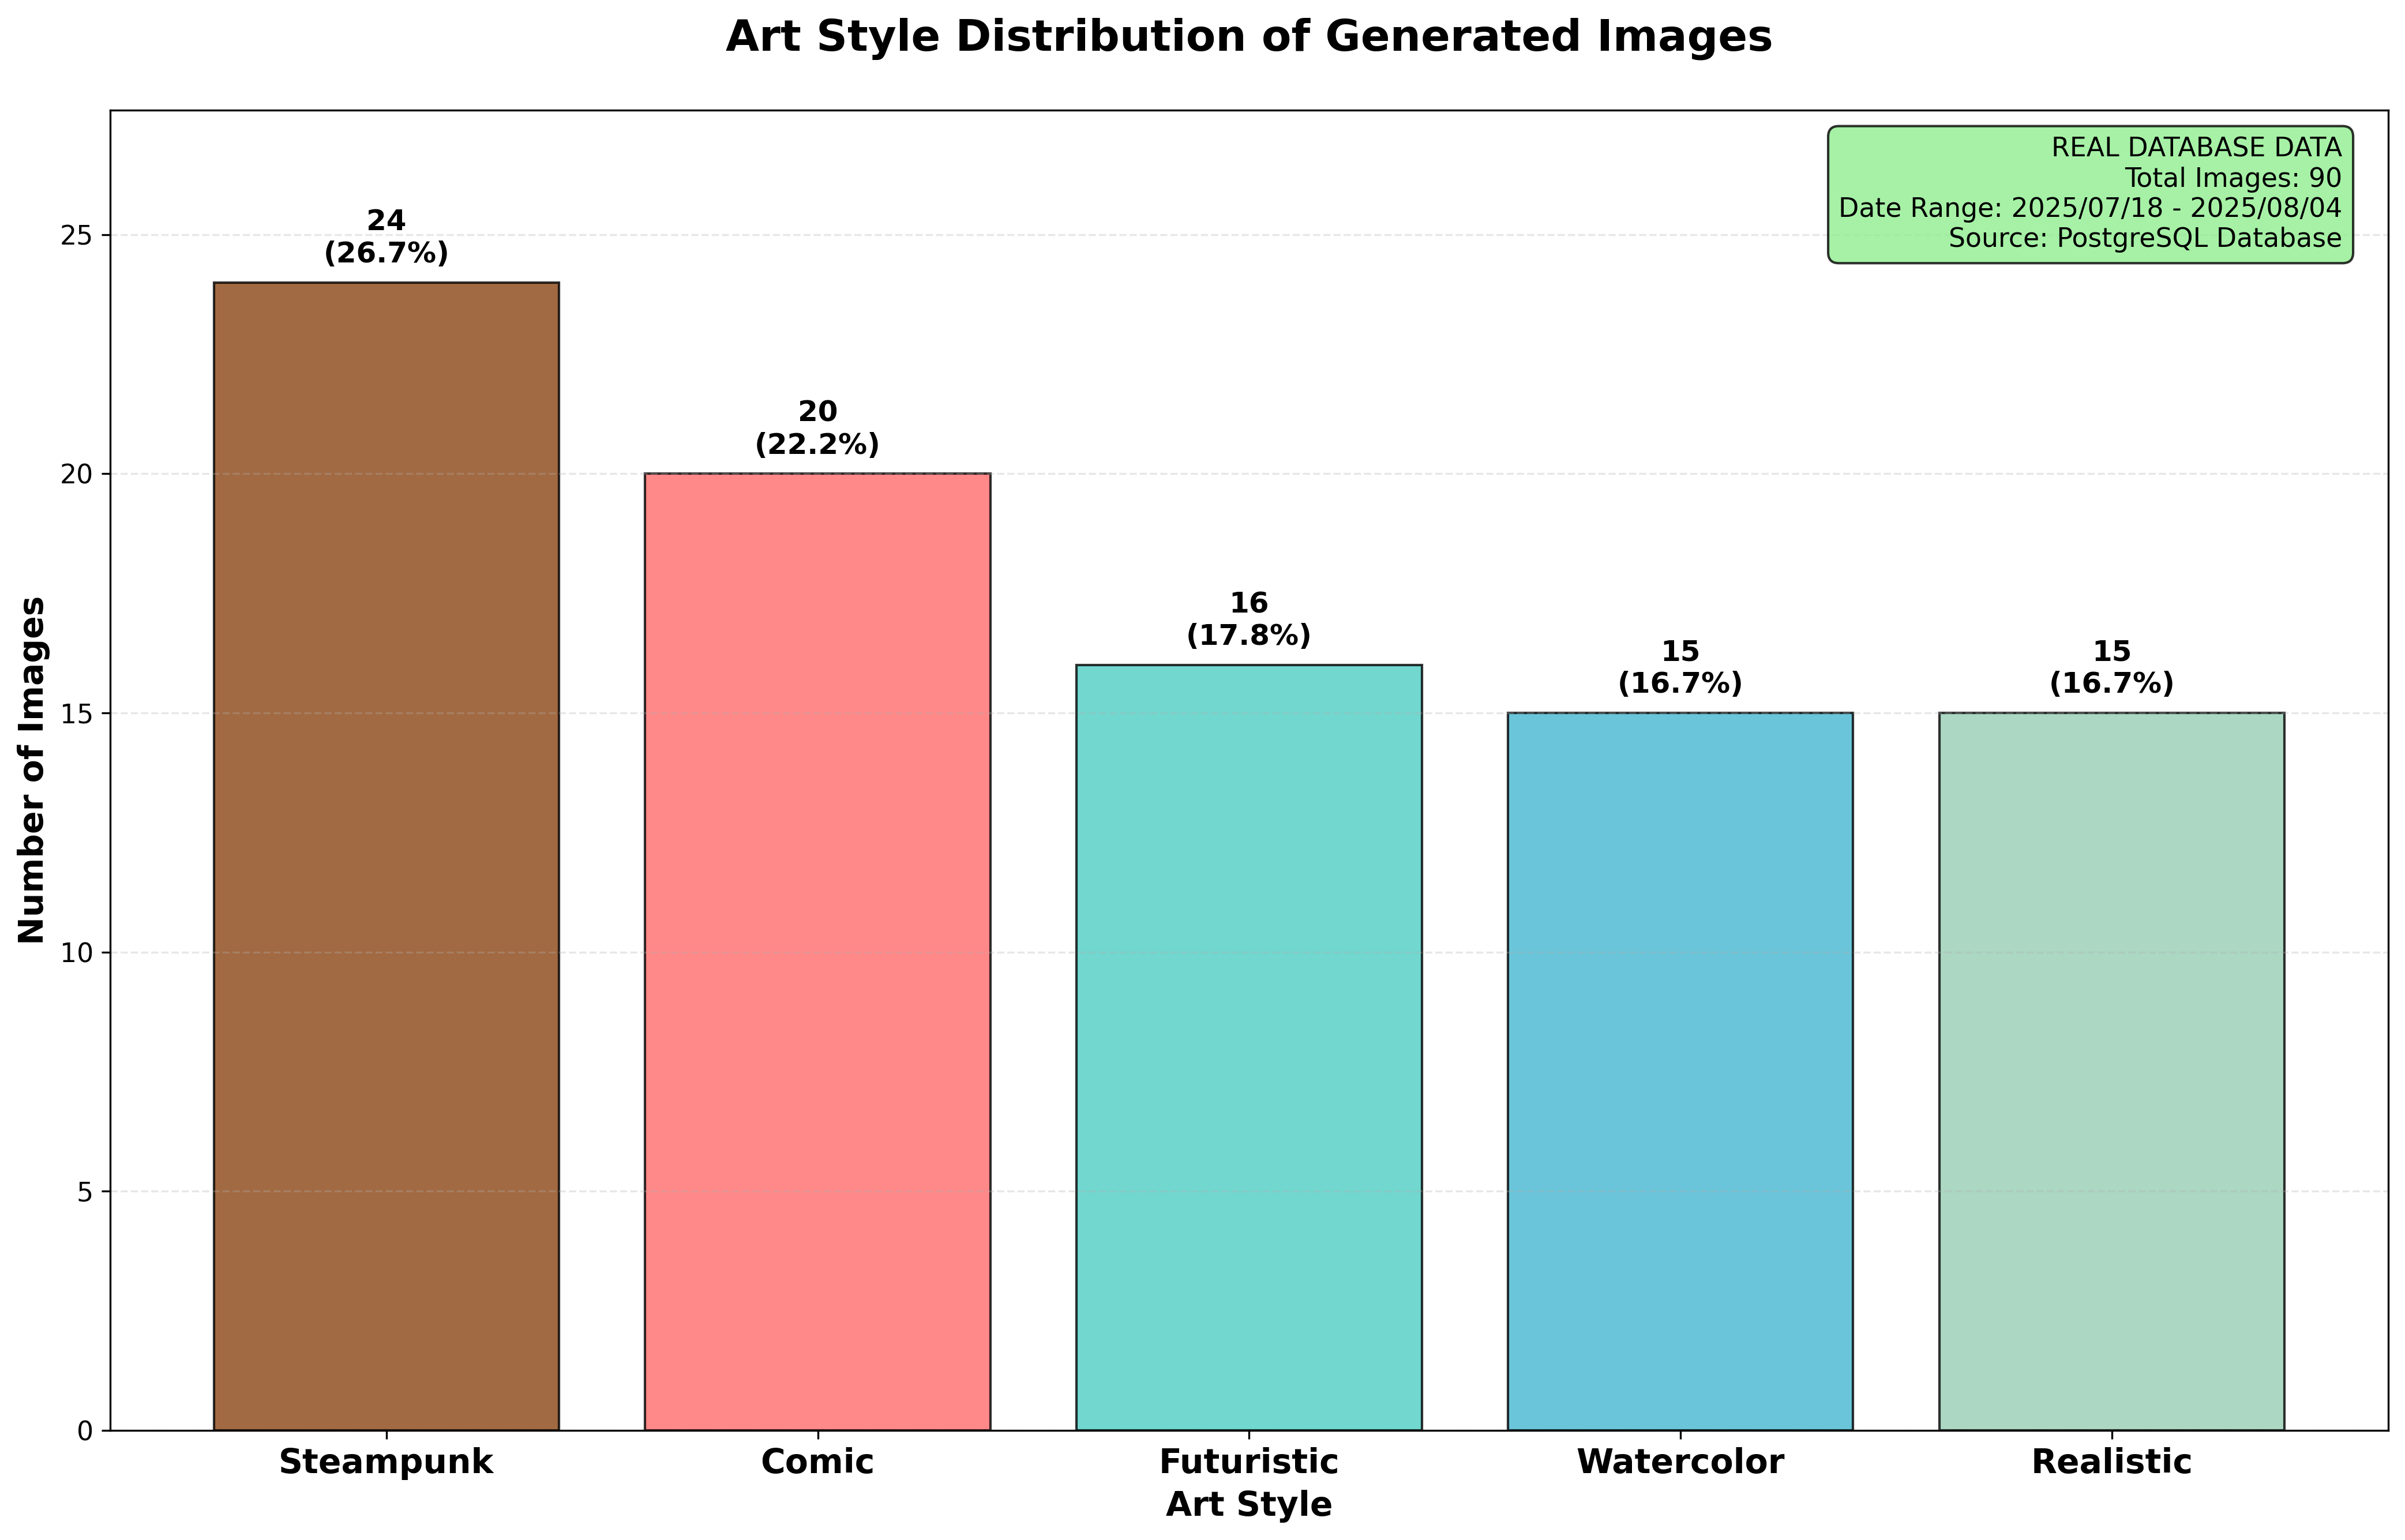 Art Style Distribution of Generated Images
REAL DATABASE DATA
Total Images: 90
Date Range: 2025/07/18 - 2025/08/04
Source: PostgreSQL Database
Number of Images
25
20
15
10
5
0
24
(26.7%)
20
(22.2%)
16
(17.8%)
15
(16.7%)
15
(16.7%)
Steampunk
Comic
Futuristic
Watercolor
Realistic
Art Style